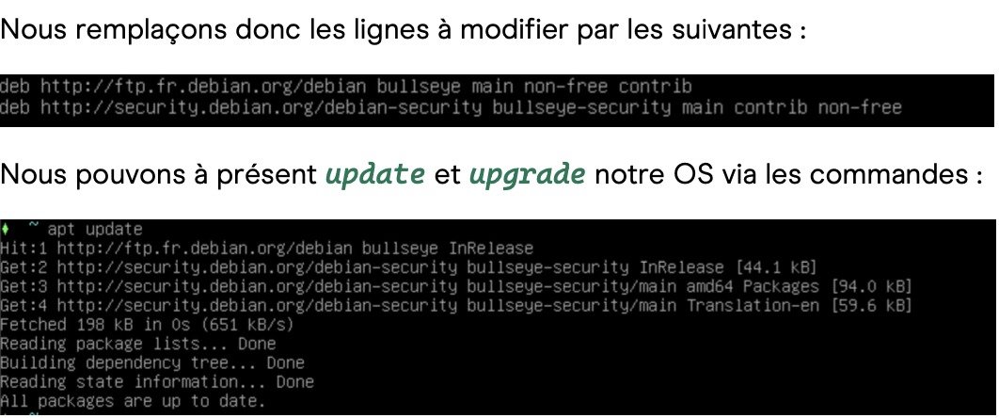 Nous remplaçons donc les lignes à modifier par les suivantes :
deb http://ftp.fr.debian.org/debian bullseye main non-free contrib
deb http://security.debian.org/debian-security bullseye-security main contrib non-free
Nous pouvons à présent update et upgrade notre OS via les commandes :
~ apt update
Hit:1 http://ftp.fr.debian.org/debian bullseye InRelease
Get:2 http://security.debian.org/debian-security bullseye-security InRelease [44.1 kB]
Get:3 http://security.debian.org/debian-security bullseye-security/main amd64 Packages [94.0 kB]
Get:4 http://security.debian.org/debian-security bullseye-security/main Translation-en [59.6 kB]
Fetched 198 kB in 0s (651 kB/s)
Reading package lists... Done
Building dependency tree... Done
Reading state information... Done
All packages are up to date.